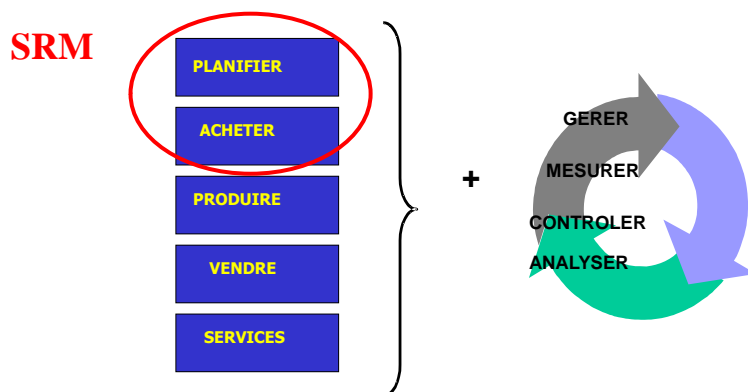 SRM
PLANIFIER
ACHETER
PRODUIRE
VENDRE
SERVICES
+
GERER
MESURER
CONTROLER
ANALYSER